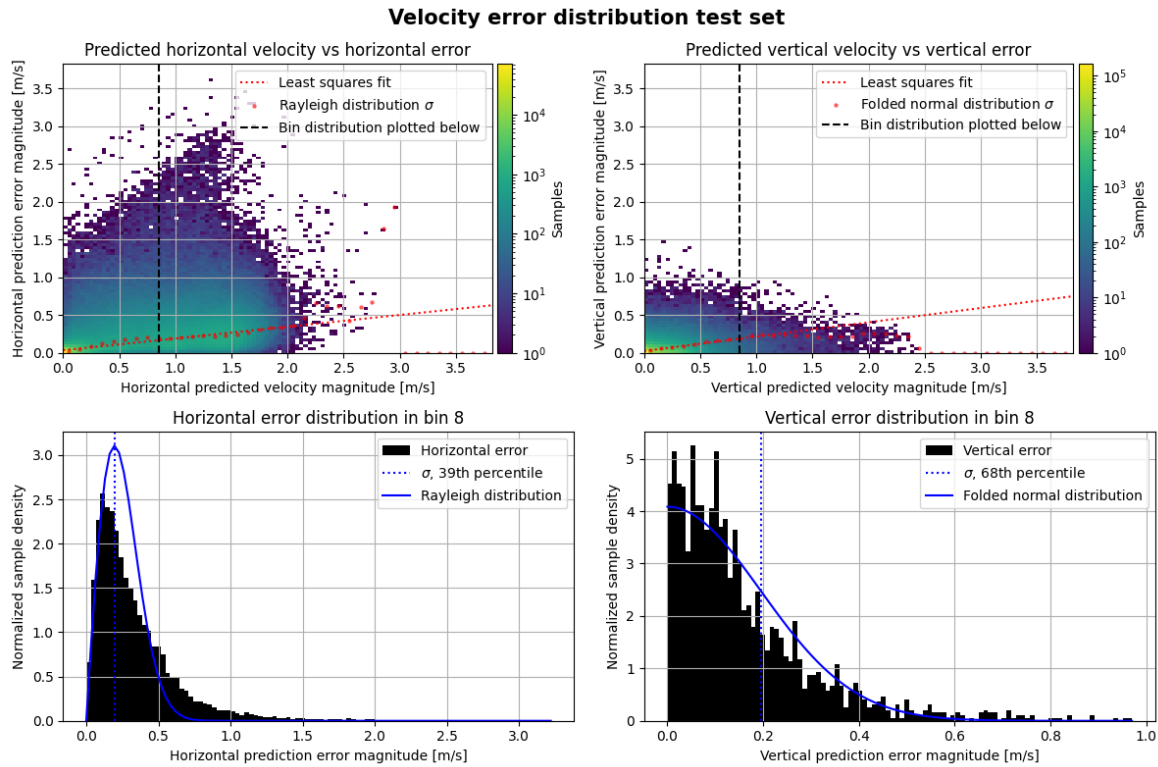 Velocity error distribution test set
Predicted horizontal velocity vs horizontal error
Horizontal prediction error magnitude [m/s]
3.5
3.0
2.5
2.0
1.5
1.0
0.5
0.0
Least squares fit
Rayleigh distribution σ
Bin distribution plotted below
0.0 0.5 1.0 1.5 2.0 2.5 3.0 3.5
Horizontal predicted velocity magnitude [m/s]
10⁴
10³
10²
10¹
10⁰
Samples
Predicted vertical velocity vs vertical error
Vertical prediction error magnitude [m/s]
3.5
3.0
2.5
2.0
1.5
1.0
0.5
0.0
Least squares fit
Folded normal distribution σ
Bin distribution plotted below
0.0 0.5 1.0 1.5 2.0 2.5 3.0 3.5
Vertical predicted velocity magnitude [m/s]
10⁵
10⁴
10³
10²
10¹
10⁰
Samples
Horizontal error distribution in bin 8
Normalized sample density
3.0
2.5
2.0
1.5
1.0
0.5
0.0
Horizontal error
σ, 39th percentile
Rayleigh distribution
0.0 0.5 1.0 1.5 2.0 2.5 3.0
Horizontal prediction error magnitude [m/s]
Vertical error distribution in bin 8
Normalized sample density
5
4
3
2
1
0
Vertical error
σ, 68th percentile
Folded normal distribution
0.0 0.2 0.4 0.6 0.8 1.0
Vertical prediction error magnitude [m/s]